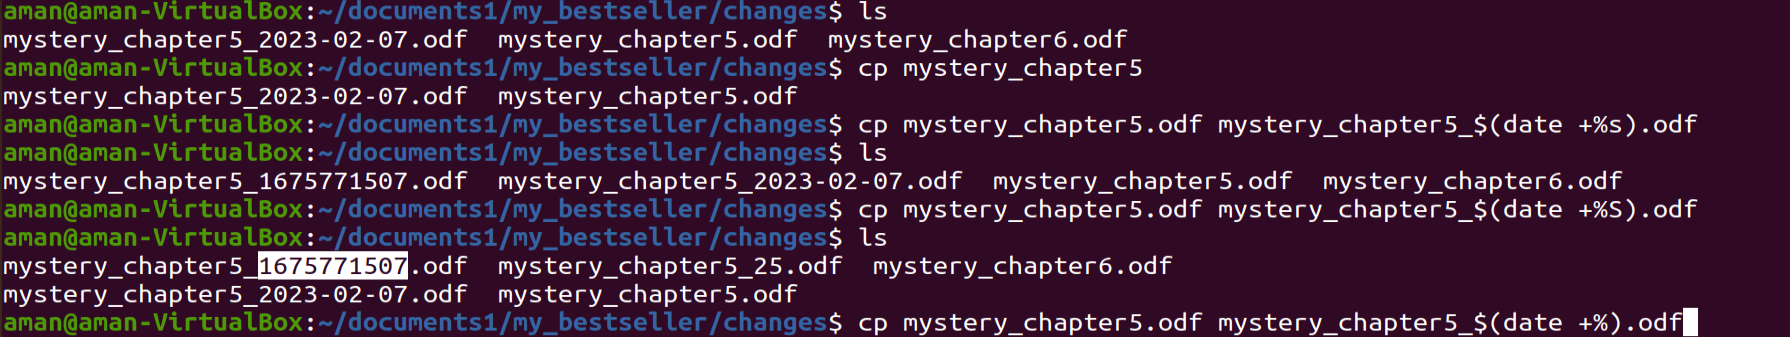 aman@aman-VirtualBox:~/documents1/my_bestseller/changes$ ls
mystery_chapter5_2023-02-07.odf  mystery_chapter5.odf  mystery_chapter6.odf
aman@aman-VirtualBox:~/documents1/my_bestseller/changes$ cp mystery_chapter5
mystery_chapter5_2023-02-07.odf  mystery_chapter5.odf
aman@aman-VirtualBox:~/documents1/my_bestseller/changes$ cp mystery_chapter5.odf mystery_chapter5_$(date +%s).odf
aman@aman-VirtualBox:~/documents1/my_bestseller/changes$ ls
mystery_chapter5_1675771507.odf  mystery_chapter5_2023-02-07.odf  mystery_chapter5.odf  mystery_chapter6.odf
aman@aman-VirtualBox:~/documents1/my_bestseller/changes$ cp mystery_chapter5.odf mystery_chapter5_$(date +%S).odf
aman@aman-VirtualBox:~/documents1/my_bestseller/changes$ ls
mystery_chapter5_1675771507.odf  mystery_chapter5_25.odf  mystery_chapter6.odf
mystery_chapter5_2023-02-07.odf  mystery_chapter5.odf
aman@aman-VirtualBox:~/documents1/my_bestseller/changes$ cp mystery_chapter5.odf mystery_chapter5_$(date +%).odf